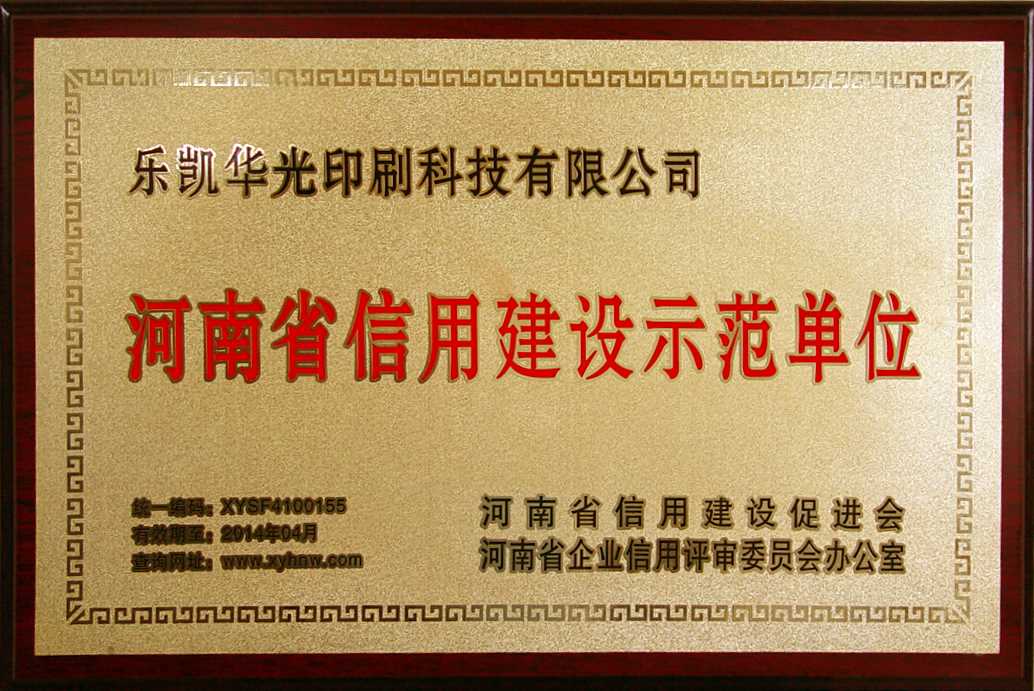 乐凯华光印刷科技有限公司
河南省信用建设示范单位
统一编码：XYSF4100155
有效期至：2014年04月
查询网址：www.xyhnw.com
河南省信用建设促进会
河南省企业信用评审委员会办公室